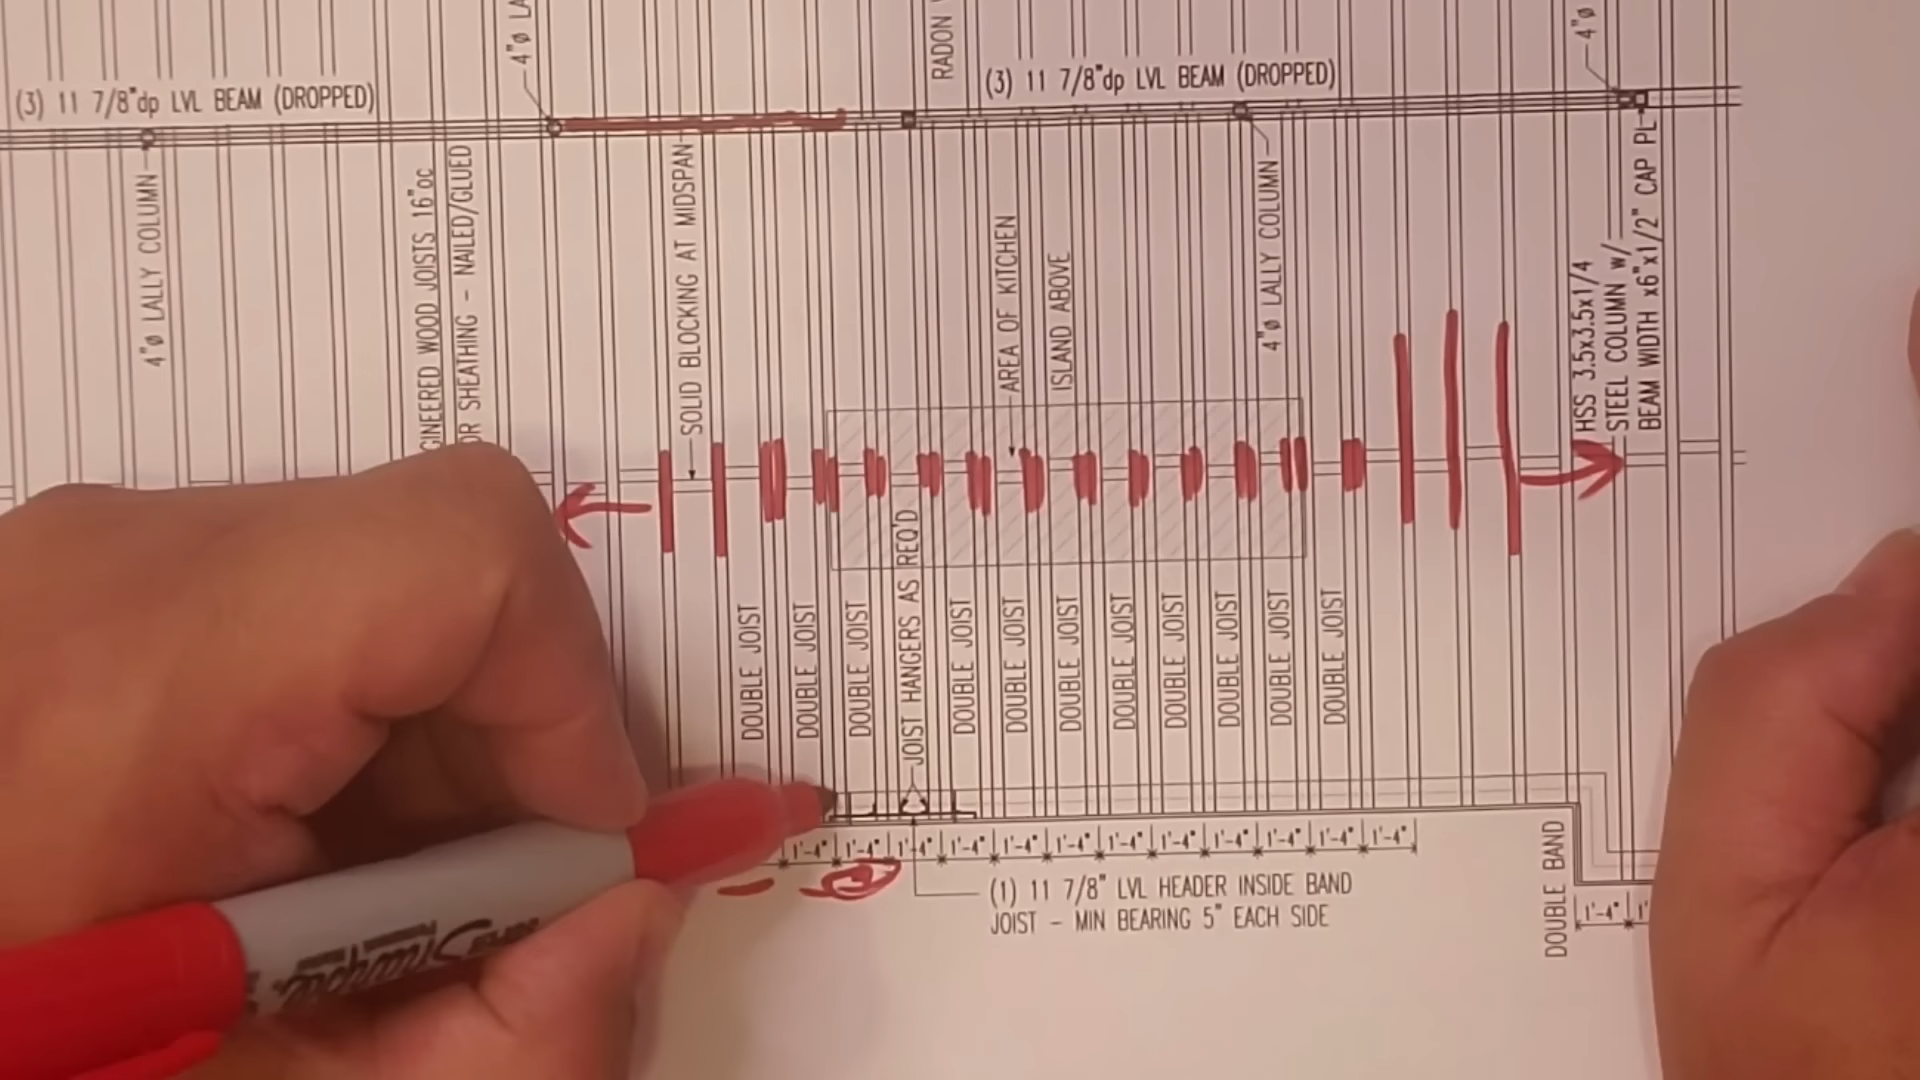 4"ø LA
RADON
4"ø
(3) 11 7/8"dp LVL BEAM (DROPPED)
(3) 11 7/8"dp LVL BEAM (DROPPED)
4"ø LALLY COLUMN
GINEERED WOOD JOISTS 16"oc
OR SHEATHING - NAILED/GLUED
SOLID BLOCKING AT MIDSPAN
AREA OF KITCHEN
ISLAND ABOVE
4"ø LALLY COLUMN
HSS 3.5x3.5x1/4
STEEL COLUMN w/
BEAM WIDTH x6"x1/2" CAP PL
DOUBLE JOIST
DOUBLE JOIST
DOUBLE JOIST
JOIST HANGERS AS REQ'D
DOUBLE JOIST
DOUBLE JOIST
DOUBLE JOIST
DOUBLE JOIST
DOUBLE JOIST
DOUBLE JOIST
DOUBLE JOIST
DOUBLE JOIST
1'-4" 1'-4" 1'-4" 1'-4" 1'-4" 1'-4" 1'-4" 1'-4" 1'-4" 1'-4" 1'-4" 1'-4"
(1) 11 7/8" LVL HEADER INSIDE BAND
JOIST - MIN BEARING 5" EACH SIDE
DOUBLE BAND
1'-4" 1'
Sharpie